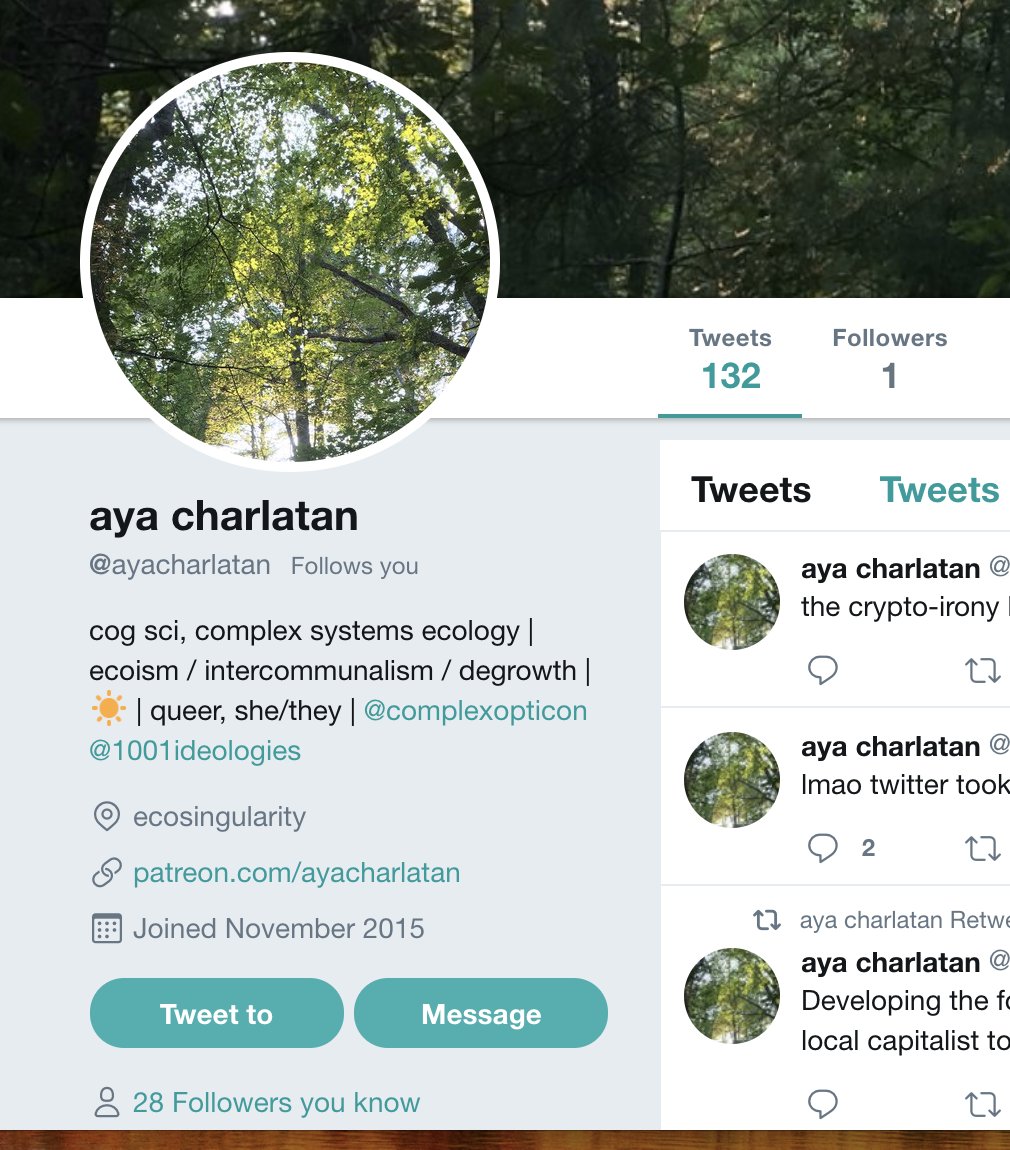 Tweets
132
Followers
1
aya charlatan
@ayacharlatan Follows you
cog sci, complex systems ecology |
ecoism / intercommunalism / degrowth |
☀️ | queer, she/they | @complexopticon
@1001ideologies
ecosingularity
patreon.com/ayacharlatan
Joined November 2015
Tweet to
Message
28 Followers you know
Tweets Tweets
aya charlatan @
the crypto-irony
aya charlatan @
lmao twitter took
2
aya charlatan Retwe
aya charlatan @
Developing the fo
local capitalist to